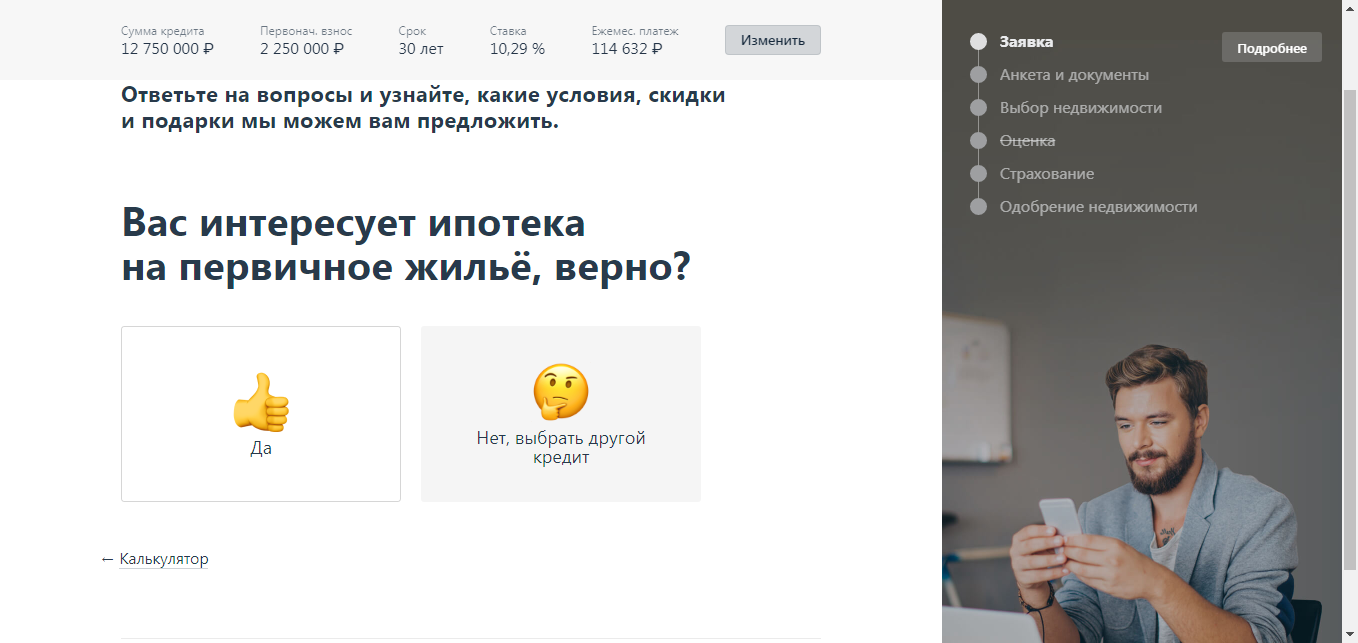 Сумма кредита
12 750 000 ₽
Первонач. взнос
2 250 000 ₽
Срок
30 лет
Ставка
10,29 %
Ежемес. платеж
114 632 ₽
Изменить
Ответьте на вопросы и узнайте, какие условия, скидки
и подарки мы можем вам предложить.
Вас интересует ипотека
на первичное жильё, верно?
Да
Нет, выбрать другой
кредит
← Калькулятор
Заявка
Подробнее
Анкета и документы
Выбор недвижимости
Оценка
Страхование
Одобрение недвижимости